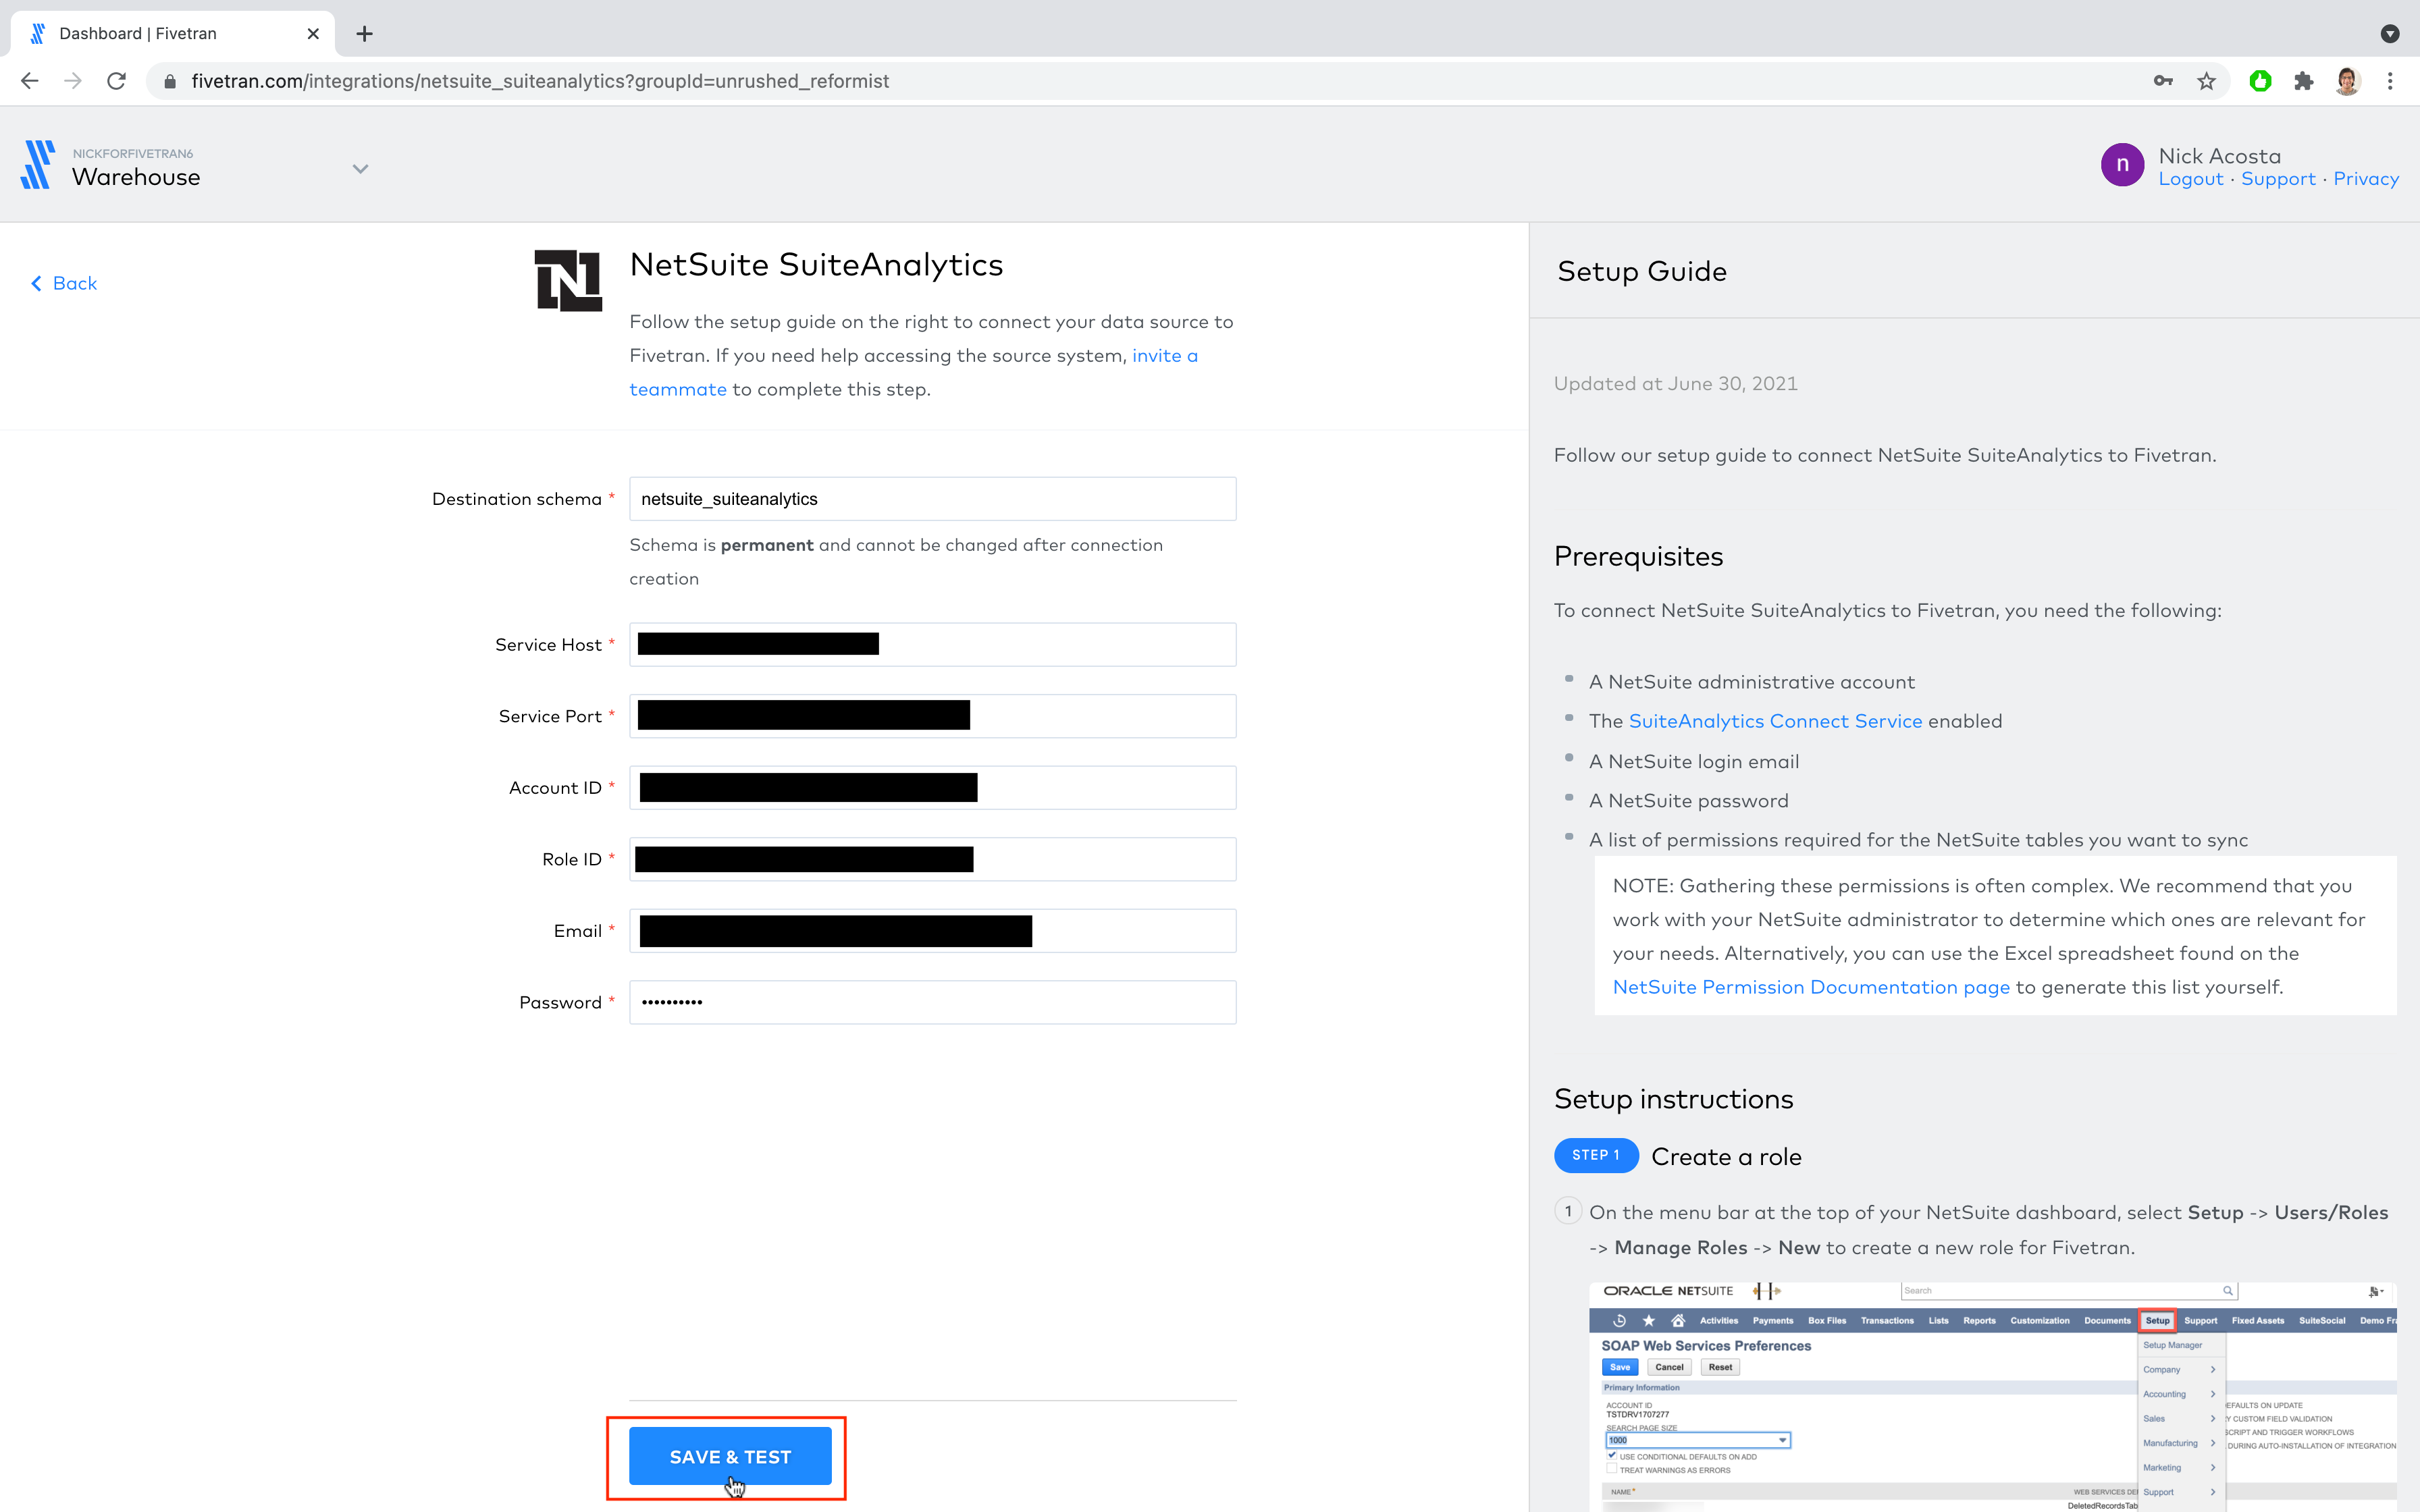 Dashboard | Fivetran
fivetran.com/integrations/netsuite_suiteanalytics?groupId=unrushed_reformist
NICKFORFIVETRAN6
Warehouse
n
Nick Acosta
Logout · Support · Privacy
Back
NetSuite SuiteAnalytics
Follow the setup guide on the right to connect your data source to
Fivetran. If you need help accessing the source system, invite a
teammate to complete this step.
Destination schema *
netsuite_suiteanalytics
Schema is permanent and cannot be changed after connection
creation
Service Host *
Service Port *
Account ID *
Role ID *
Email *
Password *
••••••••••
SAVE & TEST
Setup Guide
Updated at June 30, 2021
Follow our setup guide to connect NetSuite SuiteAnalytics to Fivetran.
Prerequisites
To connect NetSuite SuiteAnalytics to Fivetran, you need the following:
A NetSuite administrative account
The SuiteAnalytics Connect Service enabled
A NetSuite login email
A NetSuite password
A list of permissions required for the NetSuite tables you want to sync
NOTE: Gathering these permissions is often complex. We recommend that you
work with your NetSuite administrator to determine which ones are relevant for
your needs. Alternatively, you can use the Excel spreadsheet found on the
NetSuite Permission Documentation page to generate this list yourself.
Setup instructions
STEP 1 Create a role
1 On the menu bar at the top of your NetSuite dashboard, select Setup -> Users/Roles
-> Manage Roles -> New to create a new role for Fivetran.
ORACLE NETSUITE
Search
Activities Payments Box Files Transactions Lists Reports Customization Documents Setup Support Fixed Assets SuiteSocial Demo Fra
SOAP Web Services Preferences
Save Cancel Reset
Primary Information
ACCOUNT ID
TSTDRV1707277
SEARCH PAGE SIZE
1000
USE CONDITIONAL DEFAULTS ON ADD
TREAT WARNINGS AS ERRORS
NAME *
WEB SERVICES DE
DeletedRecordsTab
Setup Manager
Company
Accounting
Sales
Manufacturing
Marketing
Support
EFAULTS ON UPDATE
Y CUSTOM FIELD VALIDATION
SCRIPT AND TRIGGER WORKFLOWS
DURING AUTO-INSTALLATION OF INTEGRATION